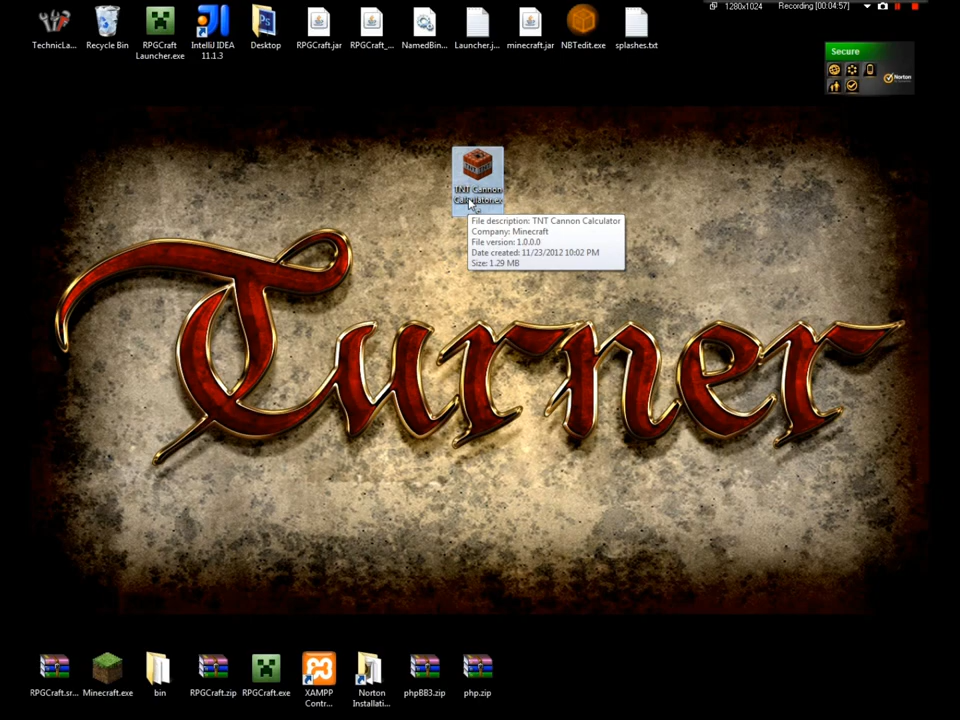 1280x1024 Recording [00:04:57]
TechnicLa...
Recycle Bin
RPGCraft
Launcher.exe
IntelliJ IDEA
11.1.3
Desktop
RPGCraft.jar
RPGCraft_...
NamedBin...
Launcher.j...
minecraft.jar
NBTedit.exe
splashes.txt
Secure
Norton
TNT Cannon
Calculator.ex
e
File description: TNT Cannon Calculator
Company: Minecraft
File version: 1.0.0.0
Date created: 11/23/2012 10:02 PM
Size: 1.29 MB
Turner
RPGCraft.sr...
Minecraft.exe
bin
RPGCraft.zip
RPGCraft.exe
XAMPP
Contr...
Norton
Installati...
phpBB3.zip
php.zip